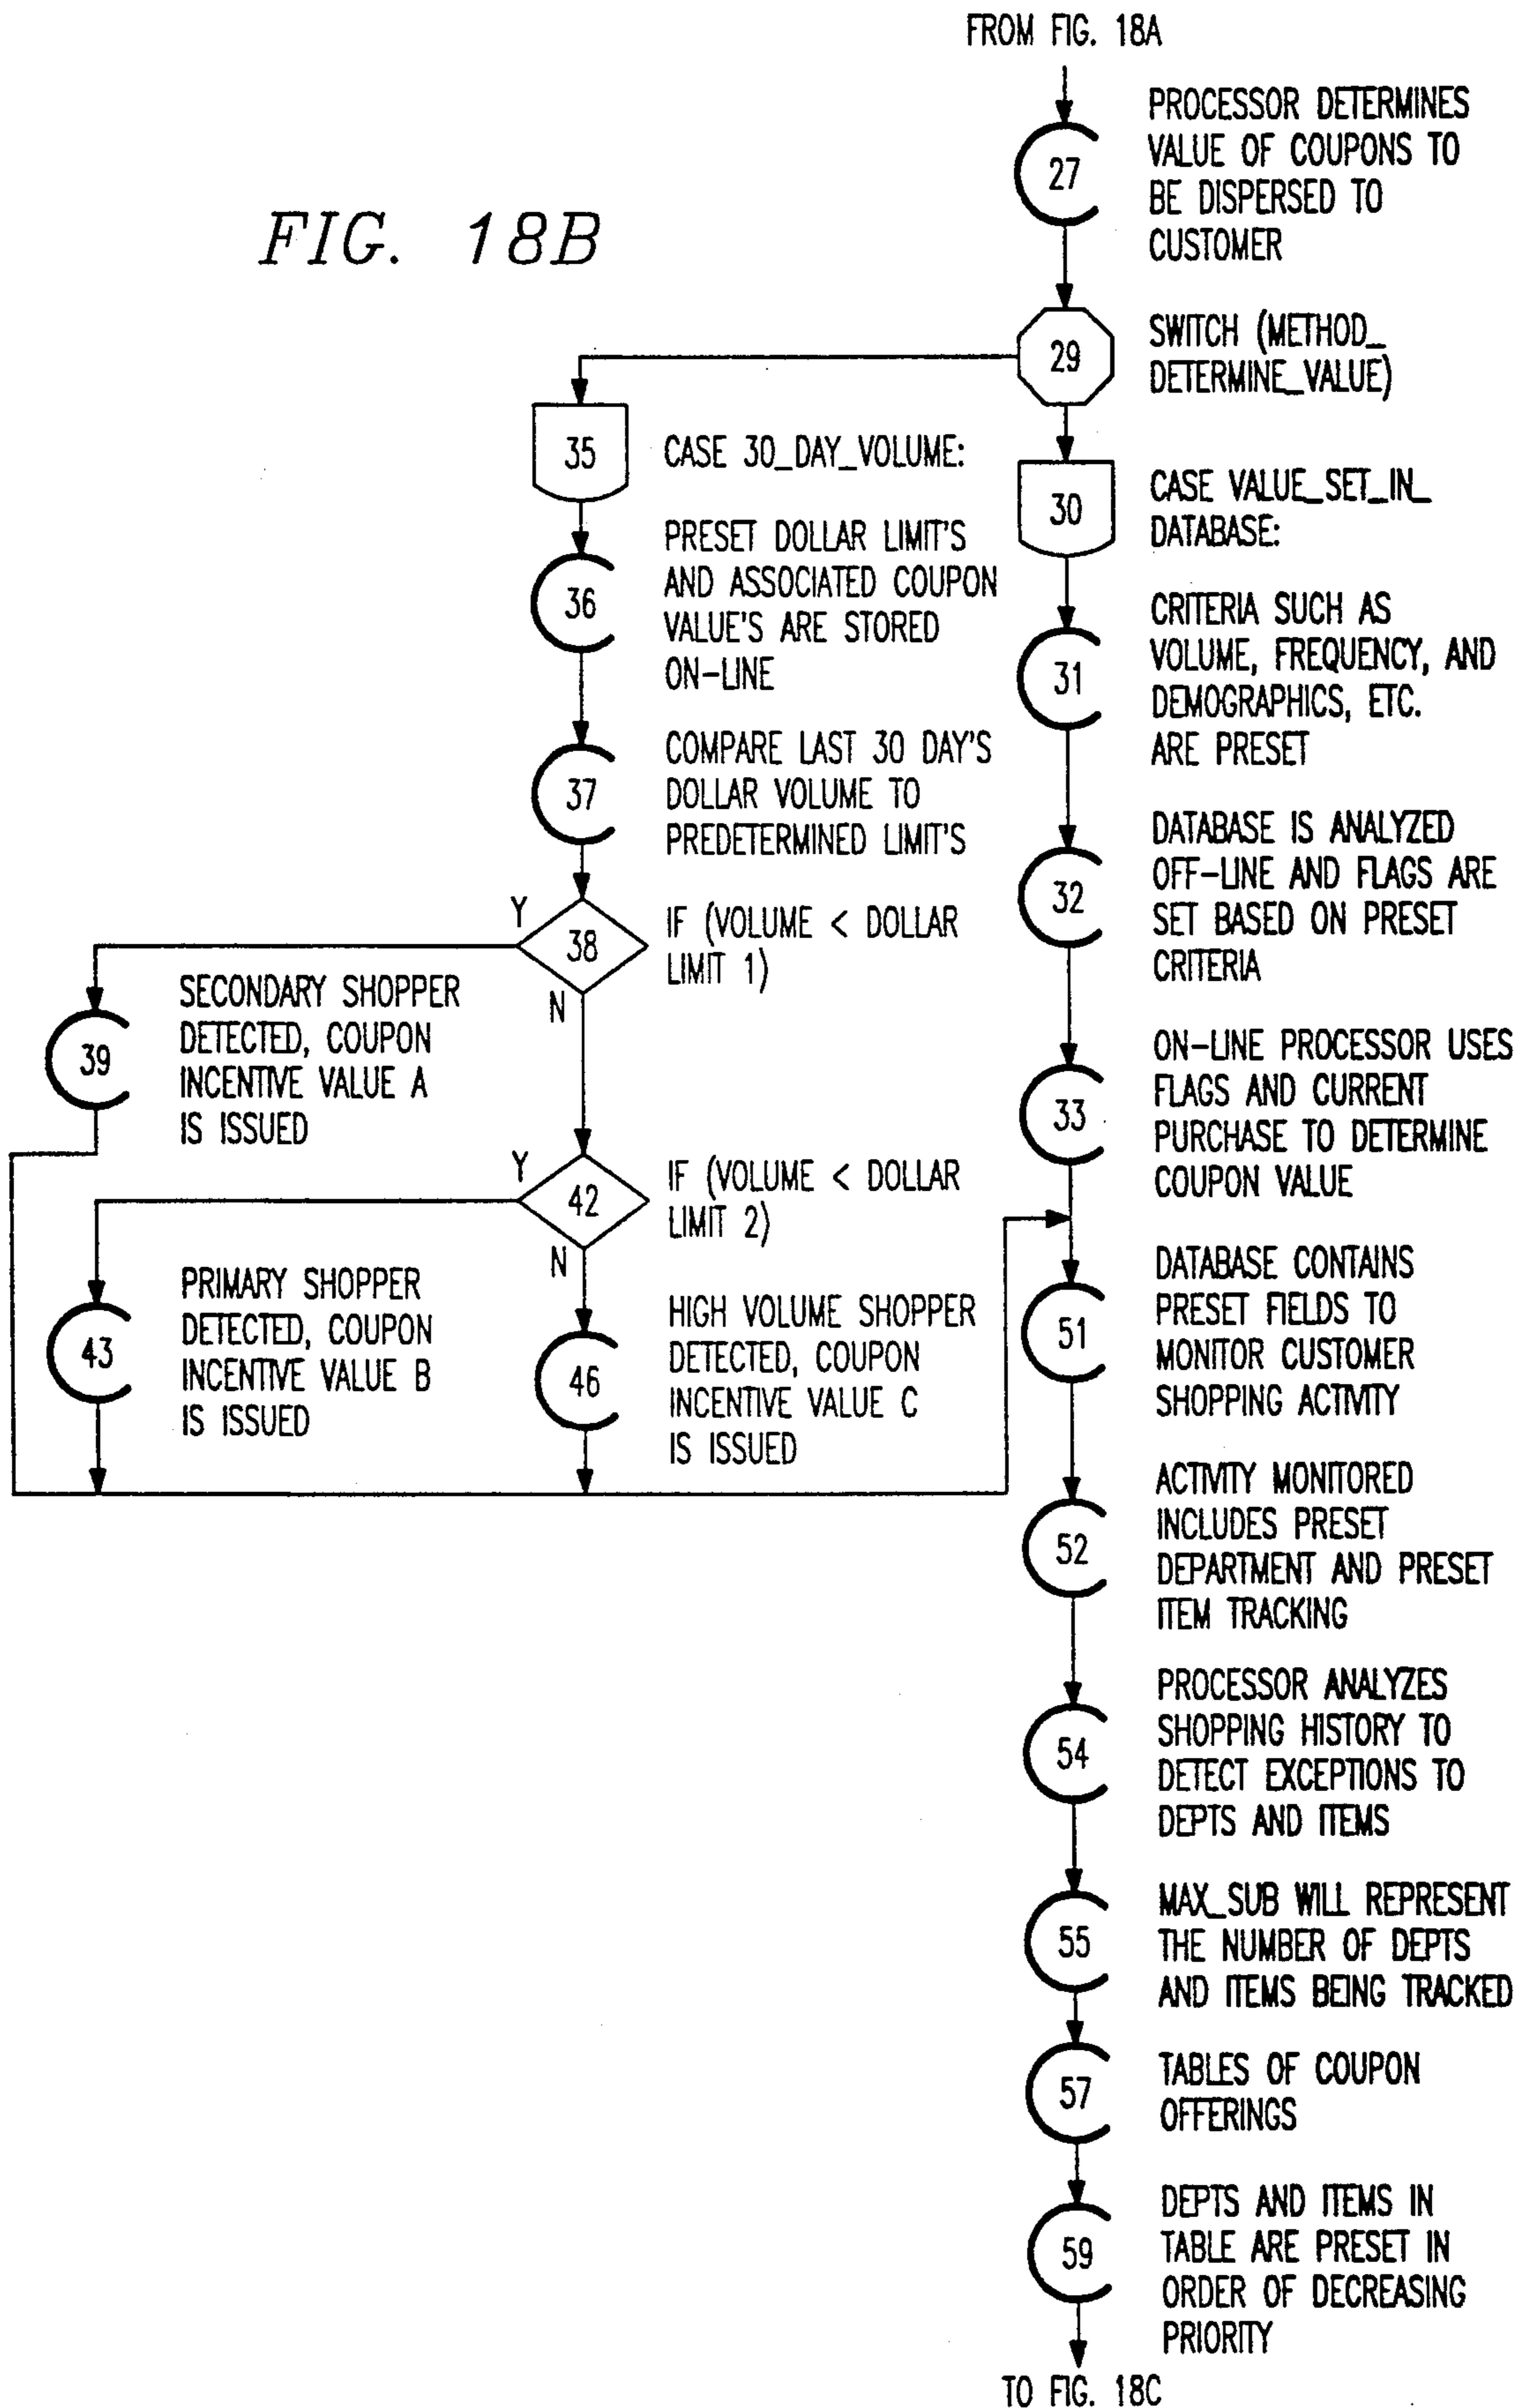 FROM FIG. 18A
27
PROCESSOR DETERMINES
VALUE OF COUPONS TO
BE DISPERSED TO
CUSTOMER
FIG. 18B
29
SWITCH (METHOD_
DETERMINE_VALUE)
35
CASE 30_DAY_VOLUME:
30
CASE VALUE_SET_IN_
DATABASE:
36
PRESET DOLLAR LIMIT'S
AND ASSOCIATED COUPON
VALUE'S ARE STORED
ON-LINE
31
CRITERIA SUCH AS
VOLUME, FREQUENCY, AND
DEMOGRAPHICS, ETC.
ARE PRESET
37
COMPARE LAST 30 DAY'S
DOLLAR VOLUME TO
PREDETERMINED LIMIT'S
32
DATABASE IS ANALYZED
OFF-LINE AND FLAGS ARE
SET BASED ON PRESET
CRITERIA
Y
38
N
IF (VOLUME < DOLLAR
LIMIT 1)
39
SECONDARY SHOPPER
DETECTED, COUPON
INCENTIVE VALUE A
IS ISSUED
33
ON-LINE PROCESSOR USES
FLAGS AND CURRENT
PURCHASE TO DETERMINE
COUPON VALUE
Y
42
N
IF (VOLUME < DOLLAR
LIMIT 2)
43
PRIMARY SHOPPER
DETECTED, COUPON
INCENTIVE VALUE B
IS ISSUED
46
HIGH VOLUME SHOPPER
DETECTED, COUPON
INCENTIVE VALUE C
IS ISSUED
51
DATABASE CONTAINS
PRESET FIELDS TO
MONITOR CUSTOMER
SHOPPING ACTIVITY
52
ACTIVITY MONITORED
INCLUDES PRESET
DEPARTMENT AND PRESET
ITEM TRACKING
54
PROCESSOR ANALYZES
SHOPPING HISTORY TO
DETECT EXCEPTIONS TO
DEPTS AND ITEMS
55
MAX_SUB WILL REPRESENT
THE NUMBER OF DEPTS
AND ITEMS BEING TRACKED
57
TABLES OF COUPON
OFFERINGS
59
DEPTS AND ITEMS IN
TABLE ARE PRESET IN
ORDER OF DECREASING
PRIORITY
TO FIG. 18C